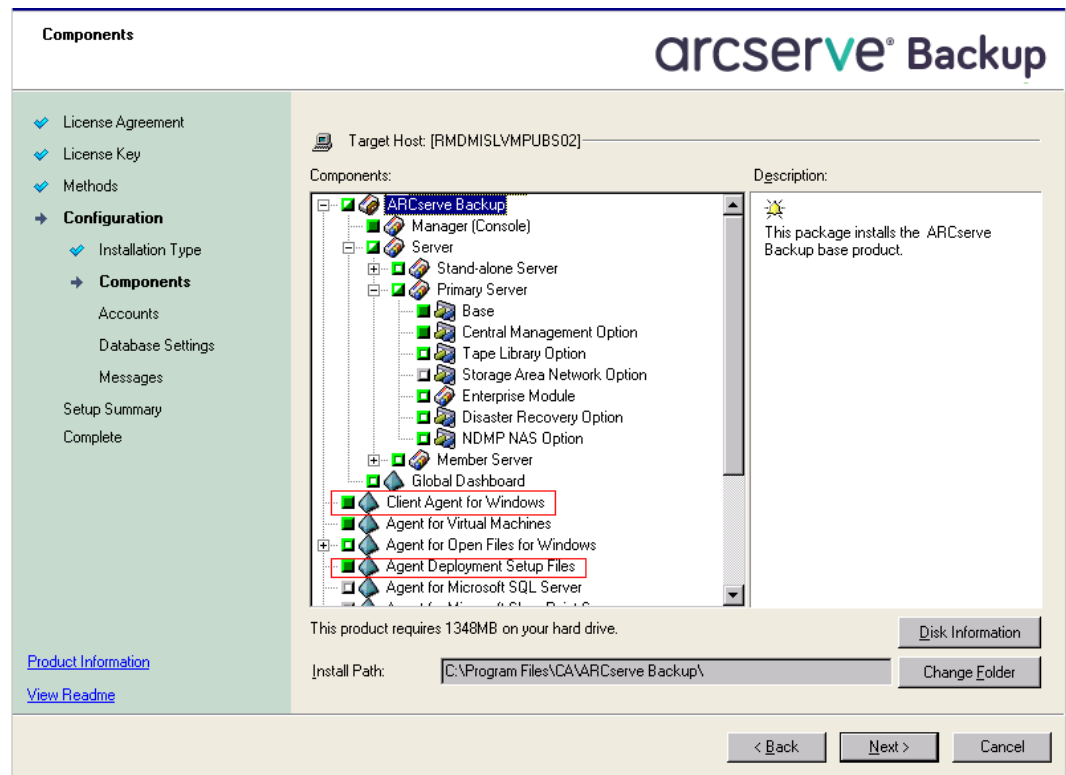 Components
arcserve® Backup
License Agreement
License Key
Methods
Configuration
Installation Type
Components
Accounts
Database Settings
Messages
Setup Summary
Complete
Product Information
View Readme
Target Host: [RMDMISLVMPUBS02]
Components:
ARCserve Backup
Manager (Console)
Server
Stand-alone Server
Primary Server
Base
Central Management Option
Tape Library Option
Storage Area Network Option
Enterprise Module
Disaster Recovery Option
NDMP NAS Option
Member Server
Global Dashboard
Client Agent for Windows
Agent for Virtual Machines
Agent for Open Files for Windows
Agent Deployment Setup Files
Agent for Microsoft SQL Server
Description:
This package installs the ARCserve
Backup base product.
This product requires 1348MB on your hard drive.
Disk Information
Install Path:
C:\Program Files\CA\ARCserve Backup\
Change Folder
< Back
Next >
Cancel